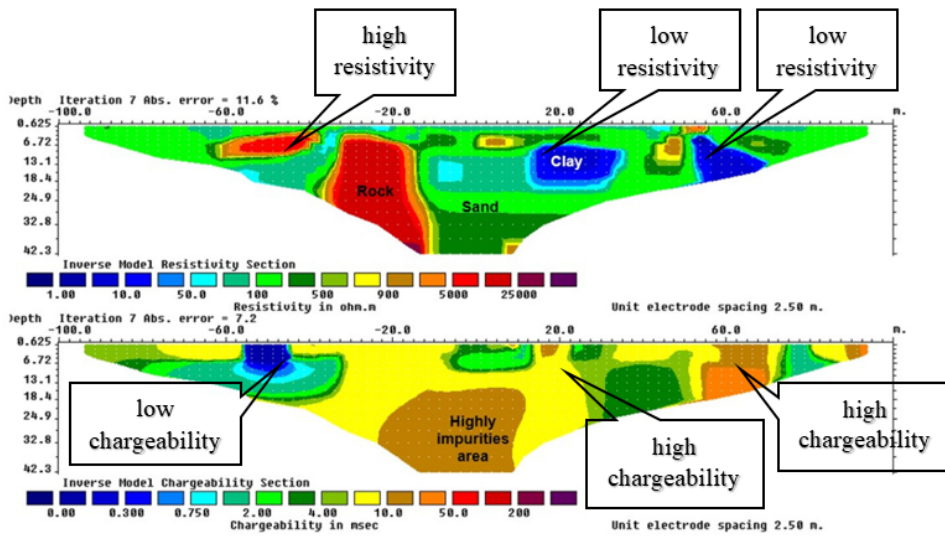 high
resistivity
low
resistivity
low
resistivity
Depth Iteration 7 Abs. error = 11.6 %
-100.0 -60.0 -20.0 20.0 60.0 m.
0.625
6.72
13.1
18.4
24.9
32.8
42.3
Clay
Rock
Sand
Inverse Model Resistivity Section
1.00 10.0 50.0 100 500 900 5000 25000
Resistivity in ohm.m
Unit electrode spacing 2.50 m.
Depth Iteration 7 Abs. error = 7.2
-100.0 -60.0 -20.0 20.0 60.0 m.
0.625
6.72
13.1
18.4
24.9
32.8
42.3
low
chargeability
Highly
impurities
area
high
chargeability
high
chargeability
Inverse Model Chargeability Section
0.00 0.300 0.750 2.00 4.00 10.0 50.0 200
Chargeability in msec
Unit electrode spacing 2.50 m.